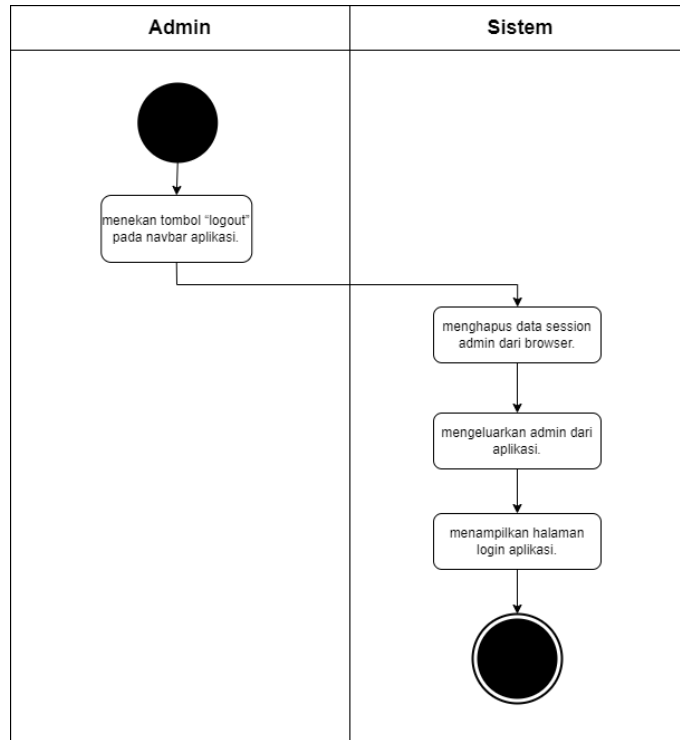 Admin
Sistem
menekan tombol “logout”
pada navbar aplikasi.
menghapus data session
admin dari browser.
mengeluarkan admin dari
aplikasi.
menampilkan halaman
login aplikasi.